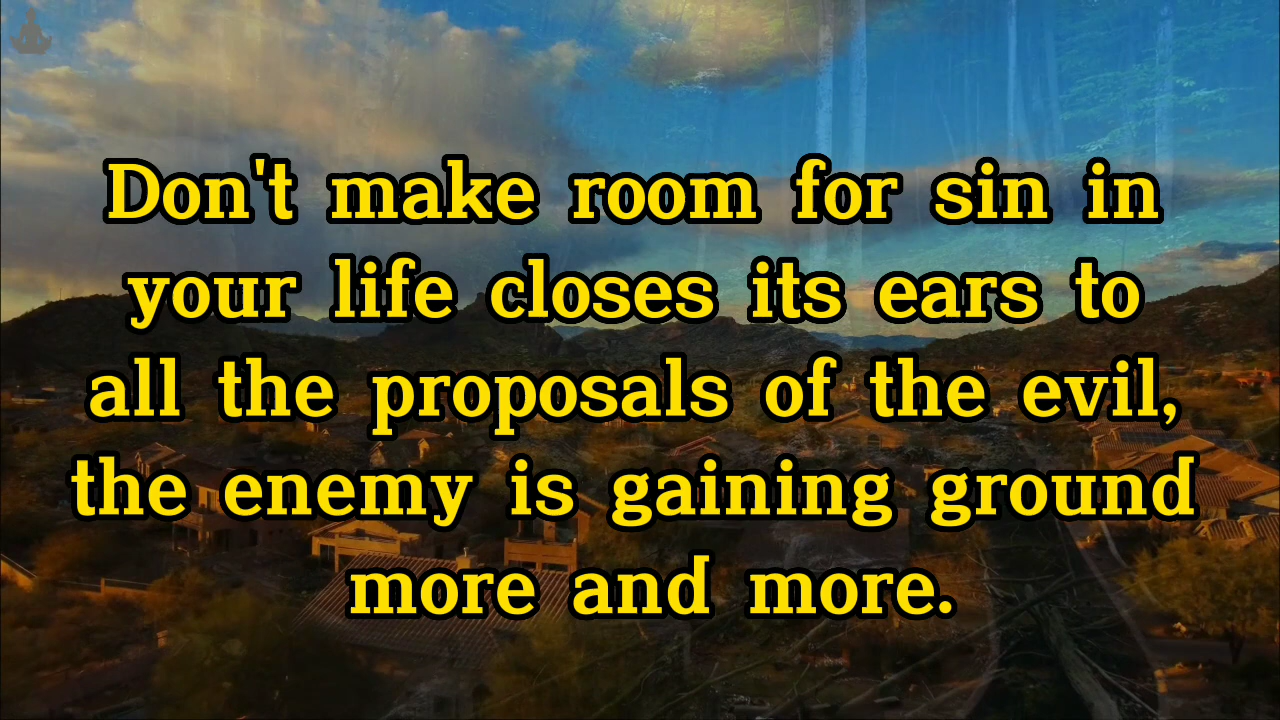 Don't make room for sin in
your life closes its ears to
all the proposals of the evil,
the enemy is gaining ground
more and more.